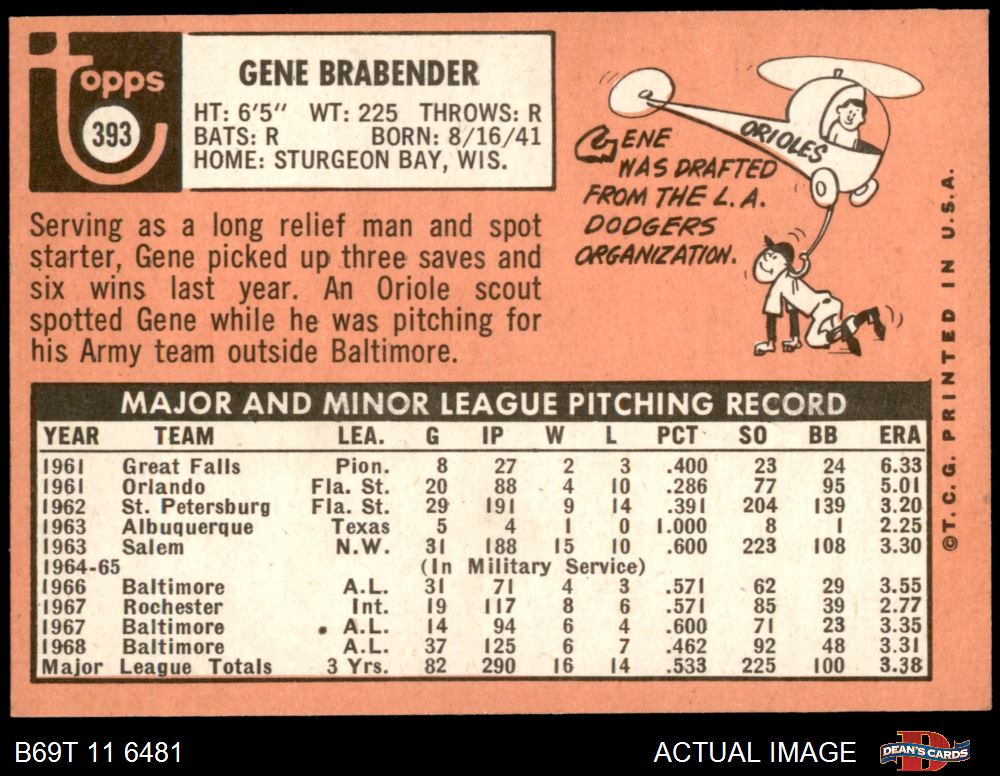 topps
393
GENE BRABENDER
HT: 6'5" WT: 225 THROWS: R
BATS: R BORN: 8/16/41
HOME: STURGEON BAY, WIS.
Serving as a long relief man and spot
starter, Gene picked up three saves and
six wins last year. An Oriole scout
spotted Gene while he was pitching for
his Army team outside Baltimore.
ORIOLES
GENE
WAS DRAFTED
FROM THE L.A.
DODGERS
ORGANIZATION.
MAJOR AND MINOR LEAGUE PITCHING RECORD
YEAR TEAM LEA. G IP W L PCT SO BB ERA
1961 Great Falls Pion. 8 27 2 3 .400 23 24 6.33
1961 Orlando Fla. St. 20 88 4 10 .286 77 95 5.01
1962 St. Petersburg Fla. St. 29 191 9 14 .391 204 139 3.20
1963 Albuquerque Texas 5 4 1 0 1.000 8 1 2.25
1963 Salem N.W. 31 188 15 10 .600 223 108 3.30
1964-65 (In Military Service)
1966 Baltimore A.L. 31 71 4 3 .571 62 29 3.55
1967 Rochester Int. 19 117 8 6 .571 85 39 2.77
1967 Baltimore A.L. 14 94 6 4 .600 71 23 3.35
1968 Baltimore A.L. 37 125 6 7 .462 92 48 3.31
Major League Totals 3 Yrs. 82 290 16 14 .533 225 100 3.38
©T.C.G. PRINTED IN U.S.A.
B69T 11 6481
ACTUAL IMAGE
DEAN'S CARDS